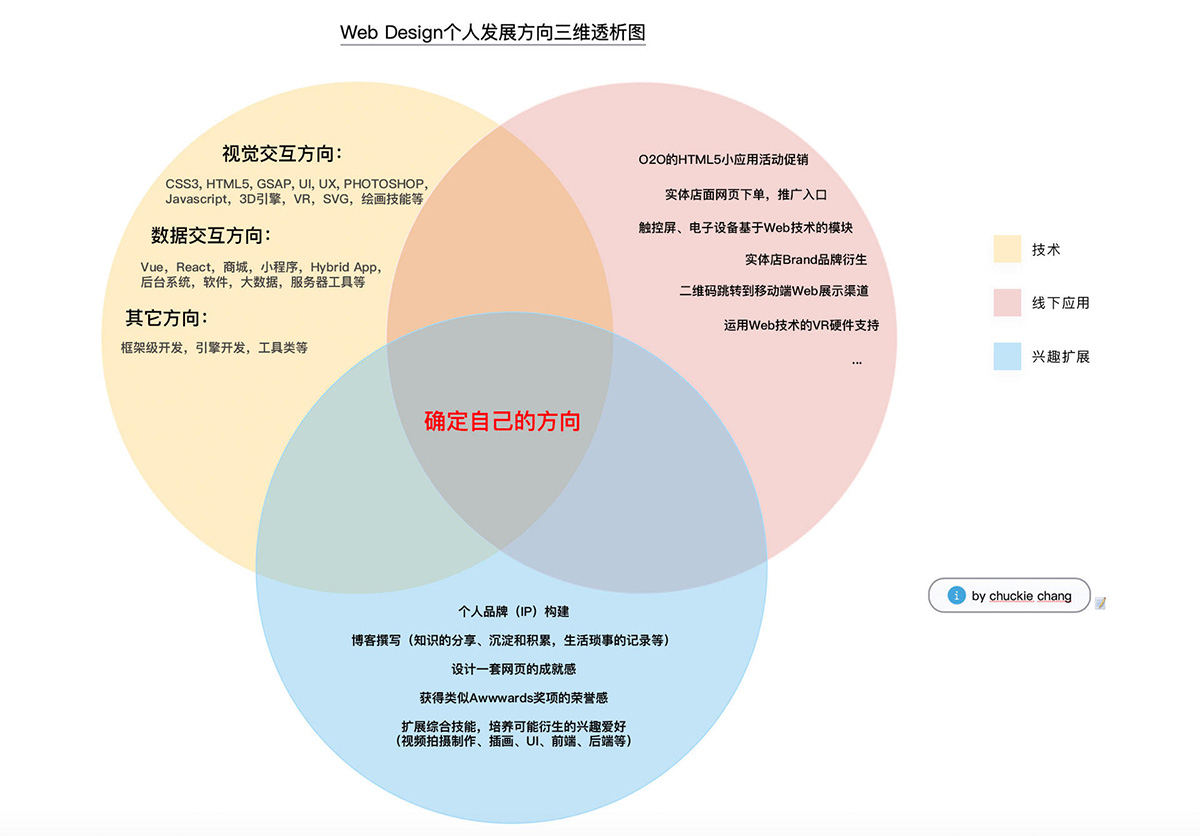 Web Design个人发展方向三维透析图
视觉交互方向：
CSS3, HTML5, GSAP, UI, UX, PHOTOSHOP,
Javascript，3D引擎，VR，SVG，绘画技能等
数据交互方向：
Vue，React，商城，小程序，Hybrid App，
后台系统，软件，大数据，服务器工具等
其它方向：
框架级开发，引擎开发，工具类等
O2O的HTML5小应用活动促销
实体店面网页下单，推广入口
触控屏、电子设备基于Web技术的模块
实体店Brand品牌衍生
二维码跳转到移动端Web展示渠道
运用Web技术的VR硬件支持
...
技术
线下应用
兴趣扩展
确定自己的方向
i by chuckie chang
个人品牌（IP）构建
博客撰写（知识的分享、沉淀和积累，生活琐事的记录等）
设计一套网页的成就感
获得类似Awwwards奖项的荣誉感
扩展综合技能，培养可能衍生的兴趣爱好
（视频拍摄制作、插画、UI、前端、后端等）